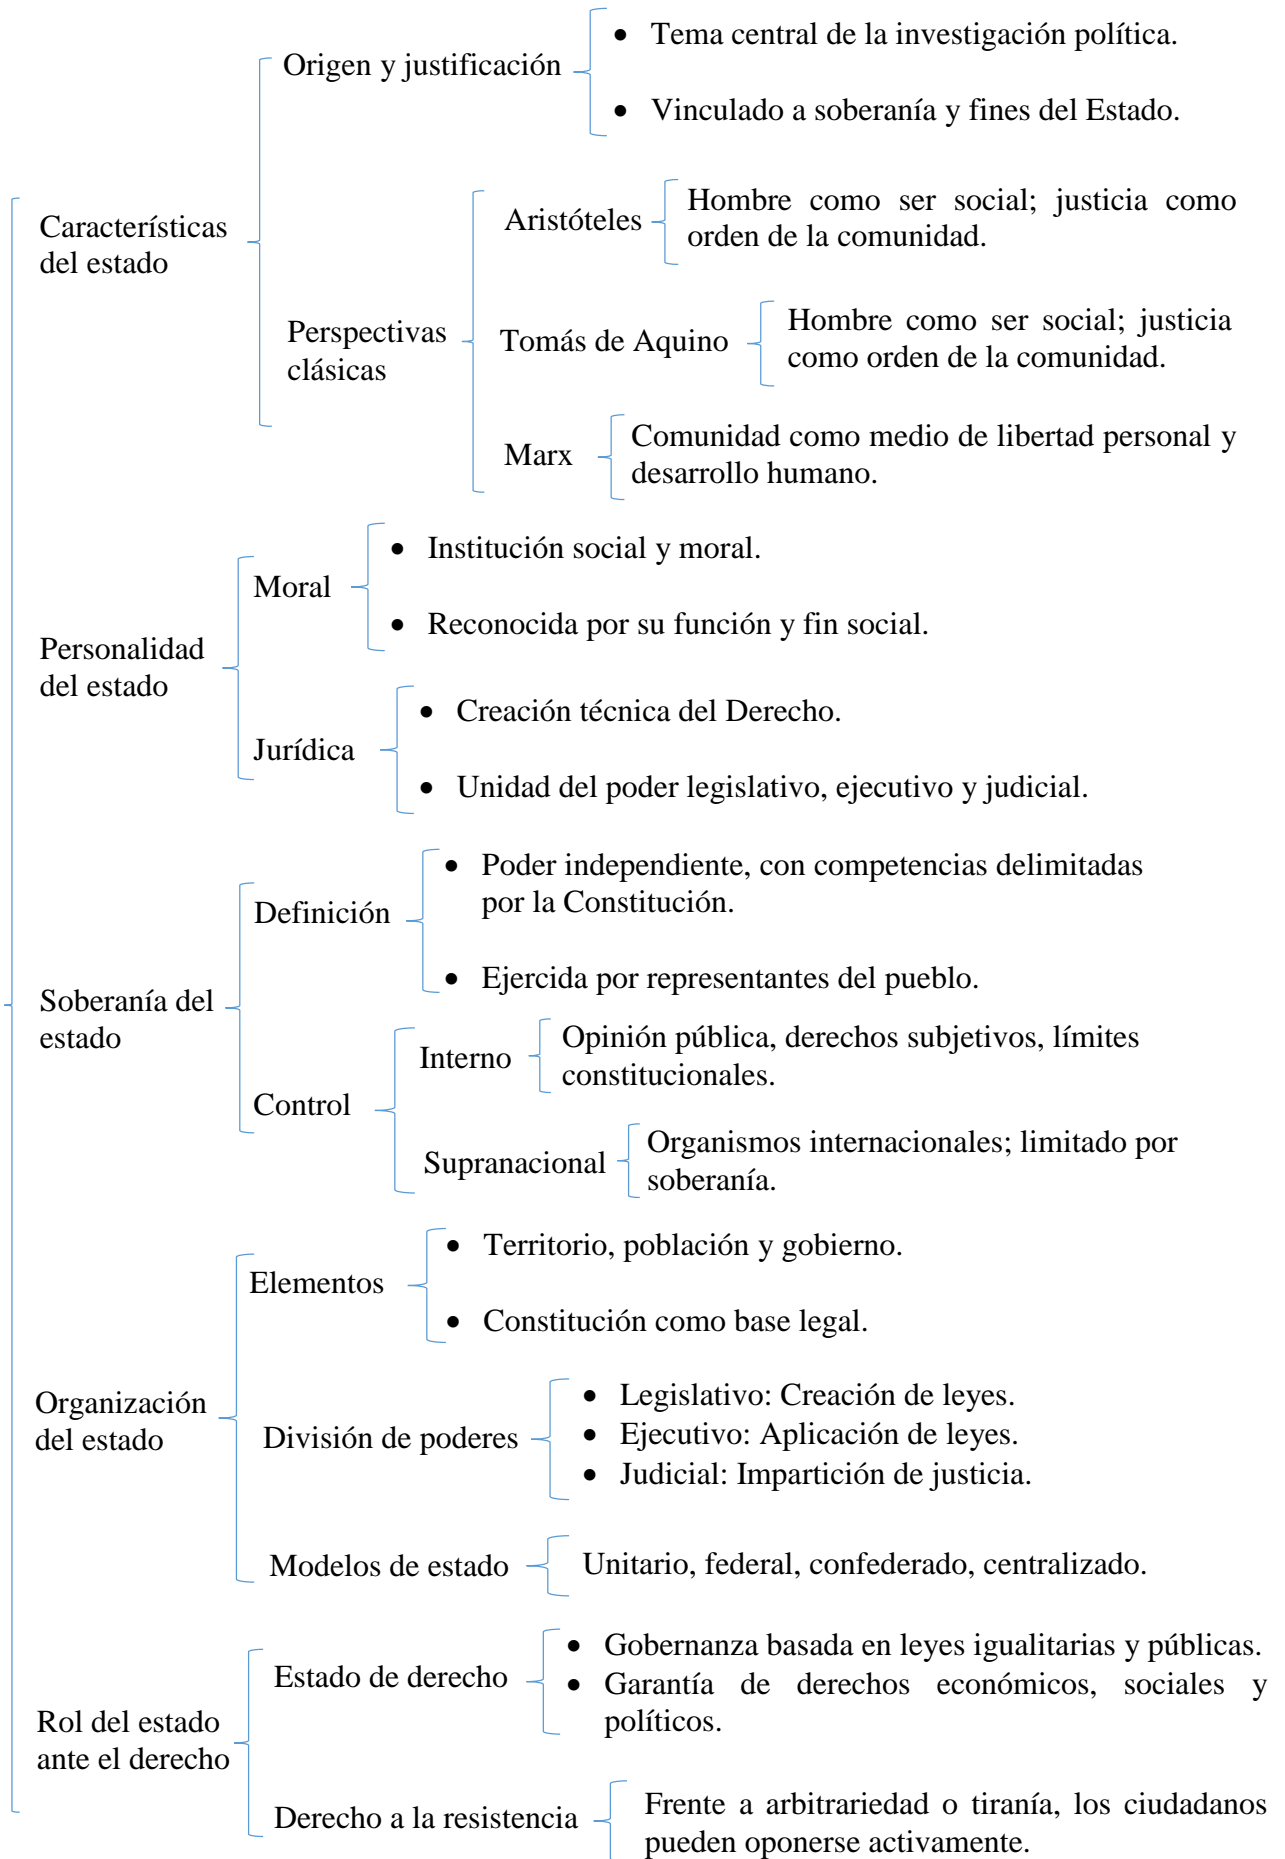 Características
del estado
Origen y justificación
• Tema central de la investigación política.
• Vinculado a soberanía y fines del Estado.
Perspectivas
clásicas
Aristóteles
Hombre como ser social; justicia como
orden de la comunidad.
Tomás de Aquino
Hombre como ser social; justicia
como orden de la comunidad.
Marx
Comunidad como medio de libertad personal y
desarrollo humano.
Personalidad
del estado
Moral
• Institución social y moral.
• Reconocida por su función y fin social.
Jurídica
• Creación técnica del Derecho.
• Unidad del poder legislativo, ejecutivo y judicial.
Soberanía del
estado
Definición
• Poder independiente, con competencias delimitadas
por la Constitución.
• Ejercida por representantes del pueblo.
Control
Interno
Opinión pública, derechos subjetivos, límites
constitucionales.
Supranacional
Organismos internacionales; limitado por
soberanía.
Organización
del estado
Elementos
• Territorio, población y gobierno.
• Constitución como base legal.
División de poderes
• Legislativo: Creación de leyes.
• Ejecutivo: Aplicación de leyes.
• Judicial: Impartición de justicia.
Modelos de estado
Unitario, federal, confederado, centralizado.
Rol del estado
ante el derecho
Estado de derecho
• Gobernanza basada en leyes igualitarias y públicas.
• Garantía de derechos económicos, sociales y
políticos.
Derecho a la resistencia
Frente a arbitrariedad o tiranía, los ciudadanos
pueden oponerse activamente.